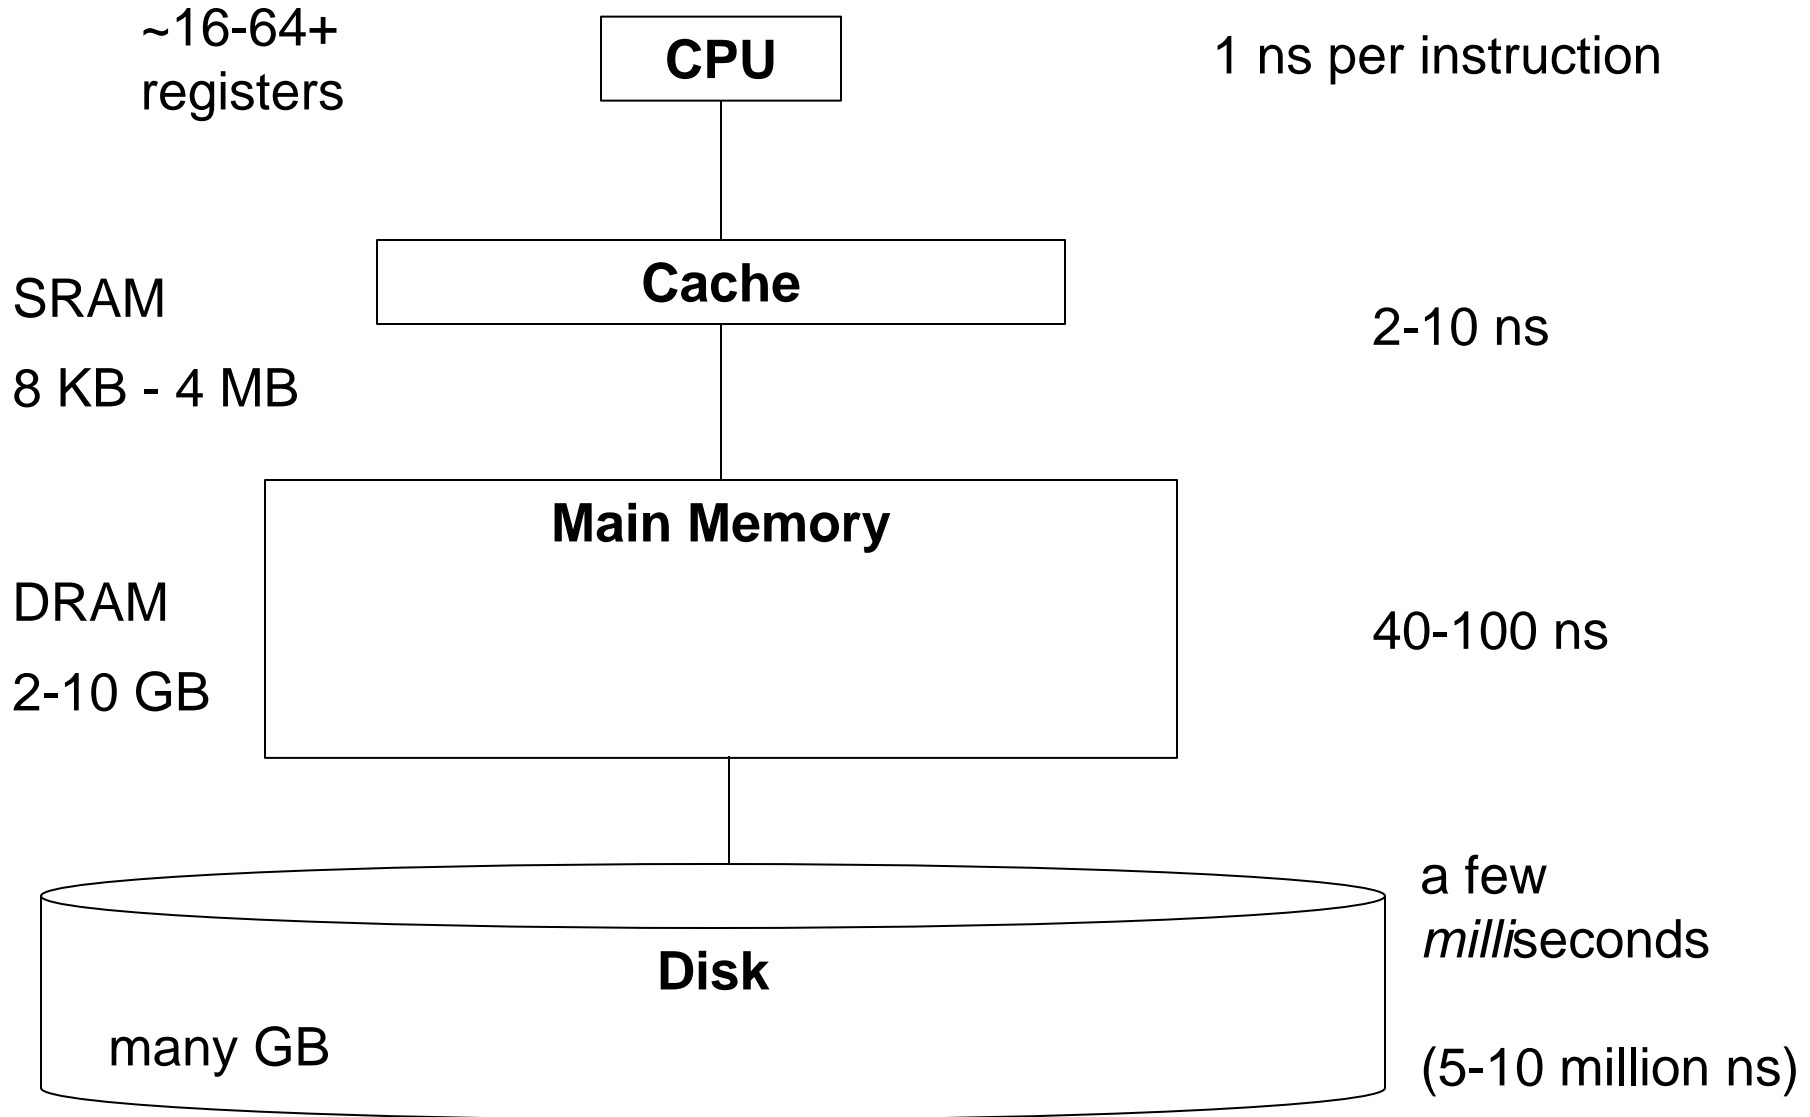 ~16-64+
registers
CPU
1 ns per instruction
Cache
SRAM
8 KB - 4 MB
2-10 ns
Main Memory
DRAM
2-10 GB
40-100 ns
a few
milliseconds
Disk
many GB
(5-10 million ns)